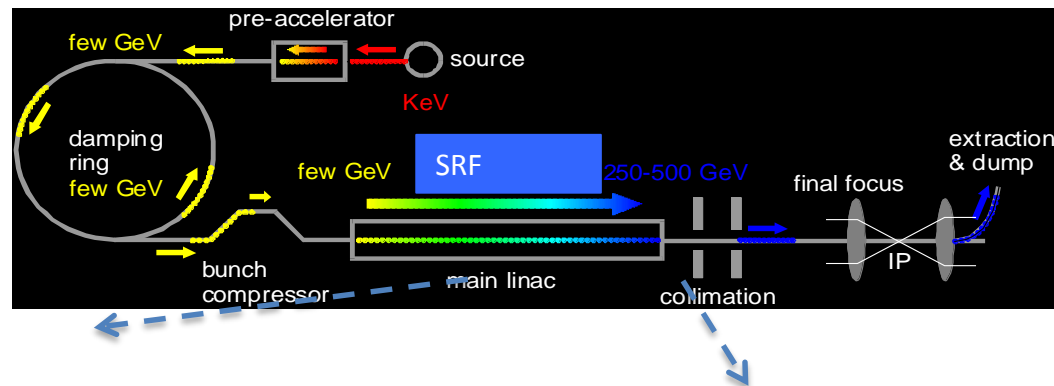 pre-accelerator
few GeV
source
KeV
damping
ring
few GeV
few GeV
SRF
250-500 GeV
extraction
& dump
final focus
IP
bunch
compressor
main linac
collimation